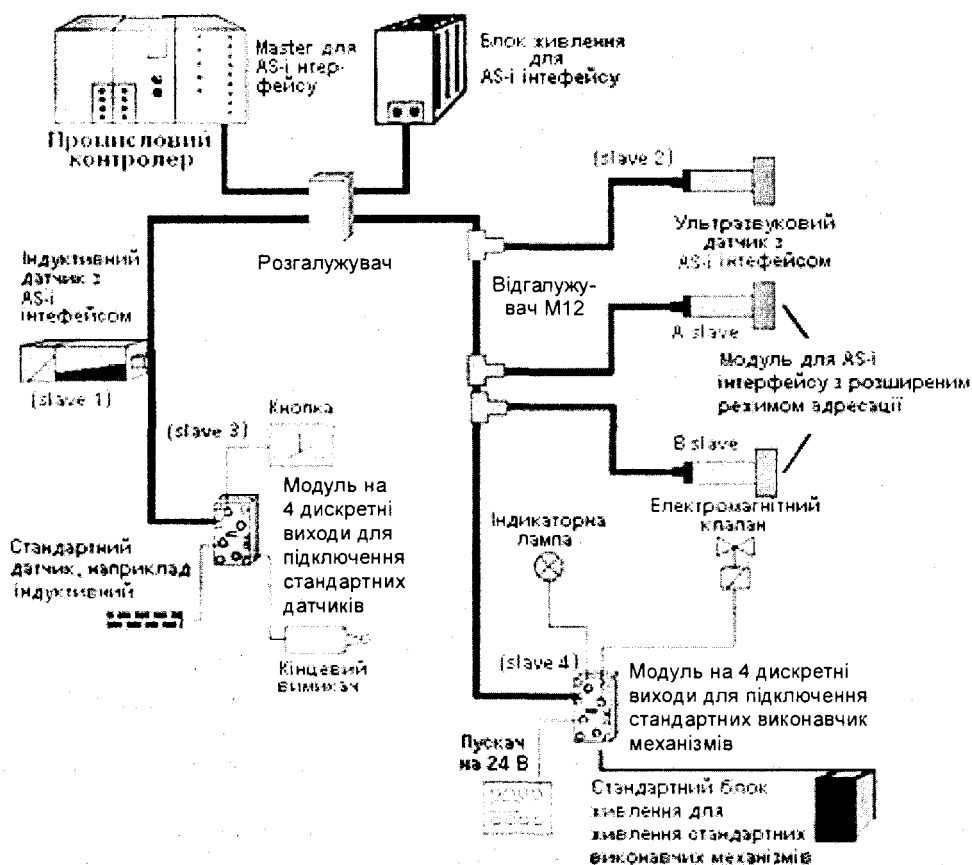 Master для
AS-i нтер-
фейсу
Блок живлення
для
AS-i інтефейсу
Промисловий
контролер
(slave 2)
Ультразвуковий
датчик з
AS-i інтефейсом
Розгалужувач
Індуктивний
датчик з
AS-i
інтефейсом
(slave 1)
Відгалужу-
вач М12
A slave
Модуль для AS-i
інтерфейсу з розширеним
режимом адресації
B slave
Кнопка
(slave 3)
Модуль на
4 дискретні
виходи для
підключення
стандартних
датчиків
Стандартний
датчик, наприклад
індуктивний
Кінцевий
вимикач
Індикаторна
лампа
Електромагнітний
клапан
(slave 4)
Модуль на 4 дискретні
виходи для підключення
стандартних виконавчик
механізмів
Пускач
на 24 В
Стандартний блок
живлення для
живлення стандартних
виконавчих механізмів